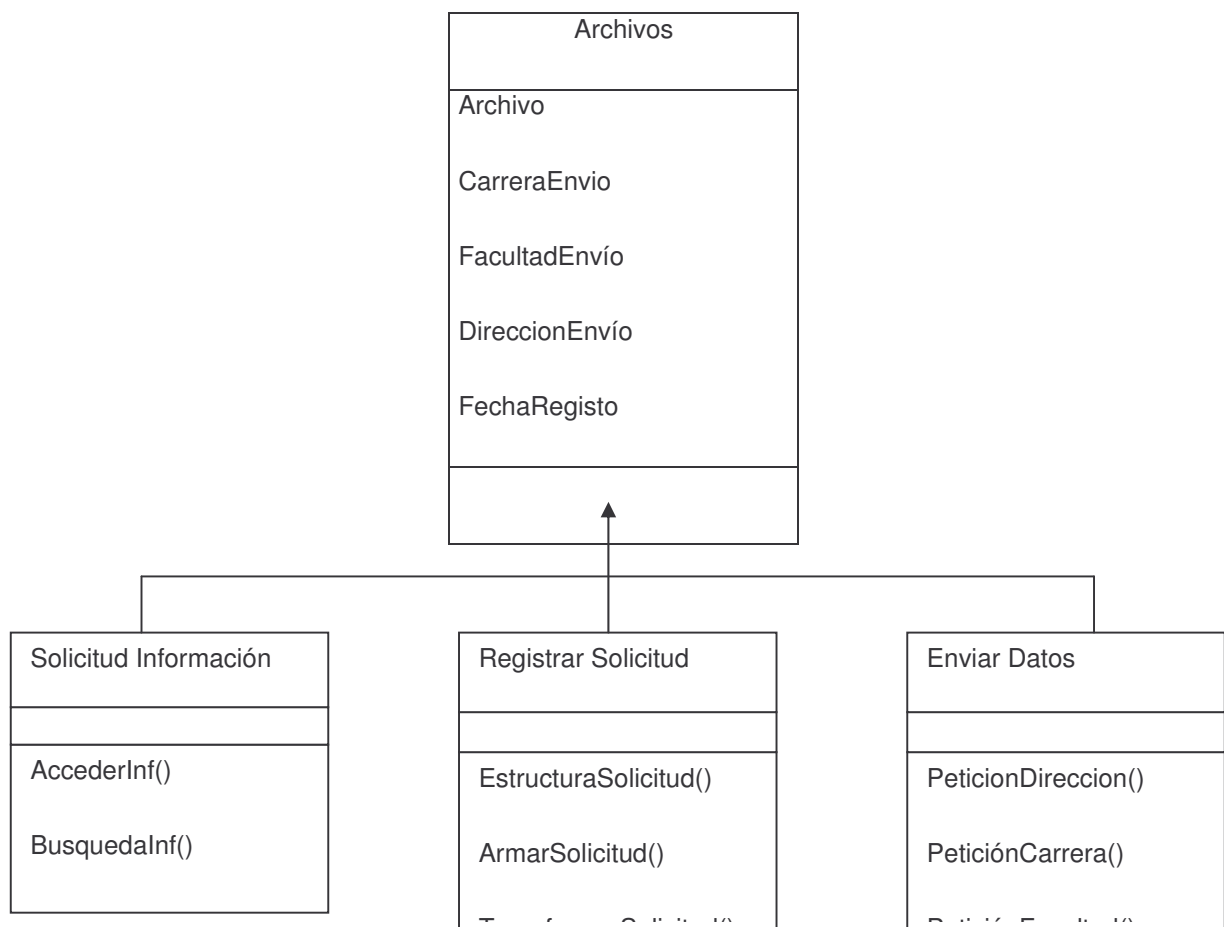 Archivos
Archivo
CarreraEnvio
FacultadEnvío
DireccionEnvío
FechaRegisto
Solicitud Información
AccederInf()
BusquedaInf()
Registrar Solicitud
EstructuraSolicitud()
ArmarSolicitud()
Enviar Datos
PeticionDireccion()
PeticiónCarrera()